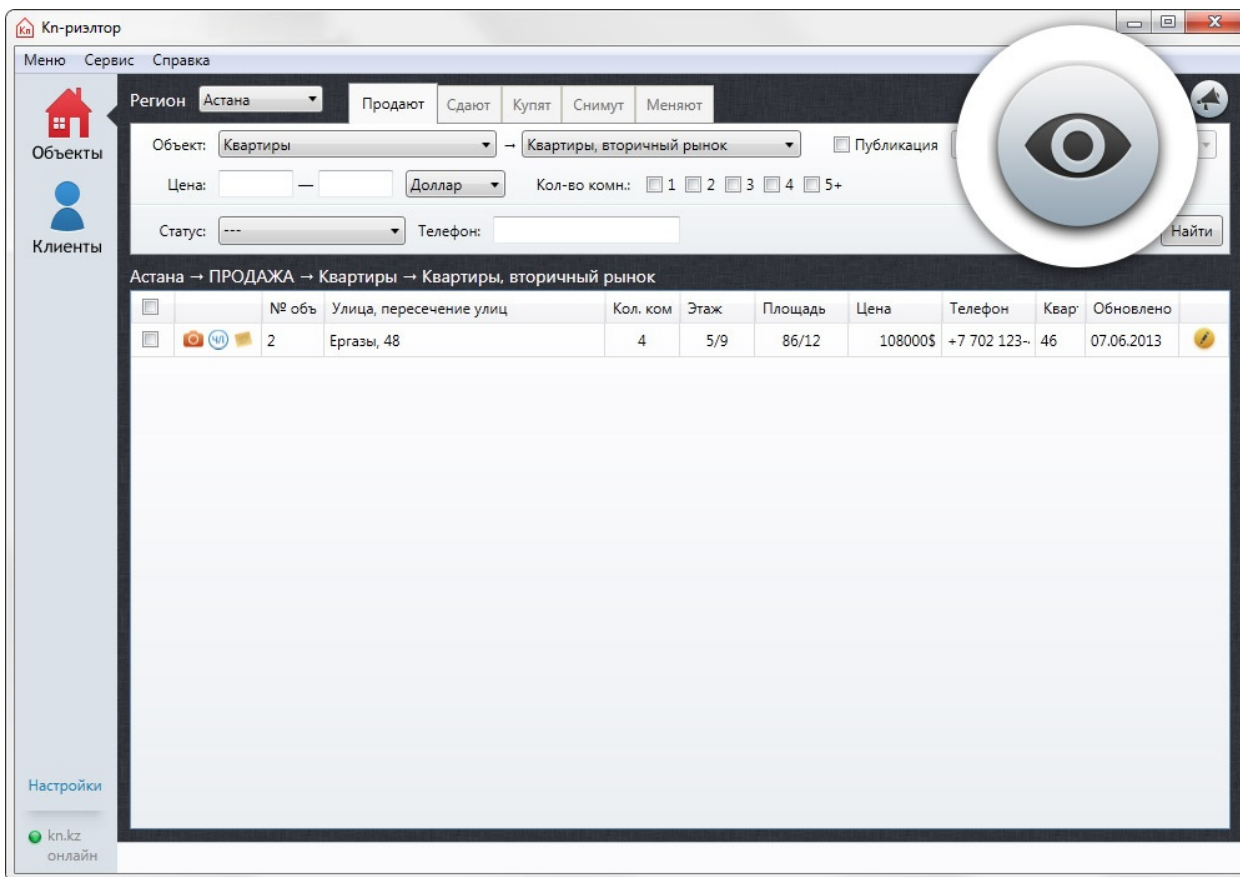 Кп Кп-риэлтор
Меню Сервис Справка
Регион Астана Продают Сдают Купят Снимут Меняют
Объекты
Объект: Квартиры → Квартиры, вторичный рынок Публикация
Цена: — Доллар Кол-во комн.: 1 2 3 4 5+
Клиенты
Статус: --- Телефон: Найти
Астана → ПРОДАЖА → Квартиры → Квартиры, вторичный рынок
№ объ Улица, пересечение улиц Кол. ком Этаж Площадь Цена Телефон Квар Обновлено
ЧЛ 2 Ергазы, 48 4 5/9 86/12 108000$ +7 702 123- 46 07.06.2013
Настройки
kn.kz
онлайн